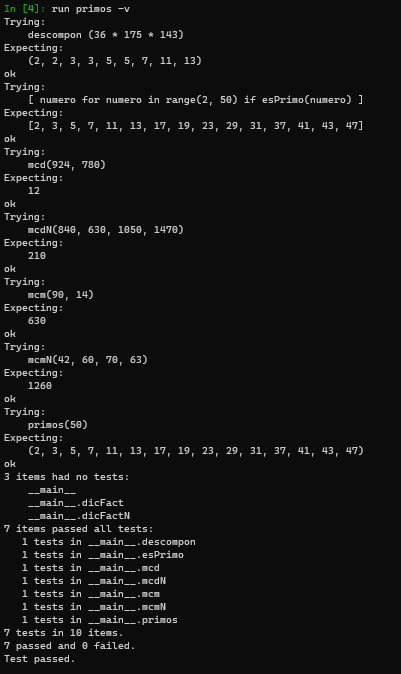 In [4]: run primos -v
Trying:
    descompon (36 * 175 * 143)
Expecting:
    (2, 2, 3, 3, 5, 5, 7, 11, 13)
ok
Trying:
    [ numero for numero in range(2, 50) if esPrimo(numero) ]
Expecting:
    [2, 3, 5, 7, 11, 13, 17, 19, 23, 29, 31, 37, 41, 43, 47]
ok
Trying:
    mcd(924, 780)
Expecting:
    12
ok
Trying:
    mcdN(840, 630, 1050, 1470)
Expecting:
    210
ok
Trying:
    mcm(90, 14)
Expecting:
    630
ok
Trying:
    mcmN(42, 60, 70, 63)
Expecting:
    1260
ok
Trying:
    primos(50)
Expecting:
    (2, 3, 5, 7, 11, 13, 17, 19, 23, 29, 31, 37, 41, 43, 47)
ok
3 items had no tests:
    __main__
    __main__.dicFact
    __main__.dicFactN
7 items passed all tests:
   1 tests in __main__.descompon
   1 tests in __main__.esPrimo
   1 tests in __main__.mcd
   1 tests in __main__.mcdN
   1 tests in __main__.mcm
   1 tests in __main__.mcmN
   1 tests in __main__.primos
7 tests in 10 items.
7 passed and 0 failed.
Test passed.